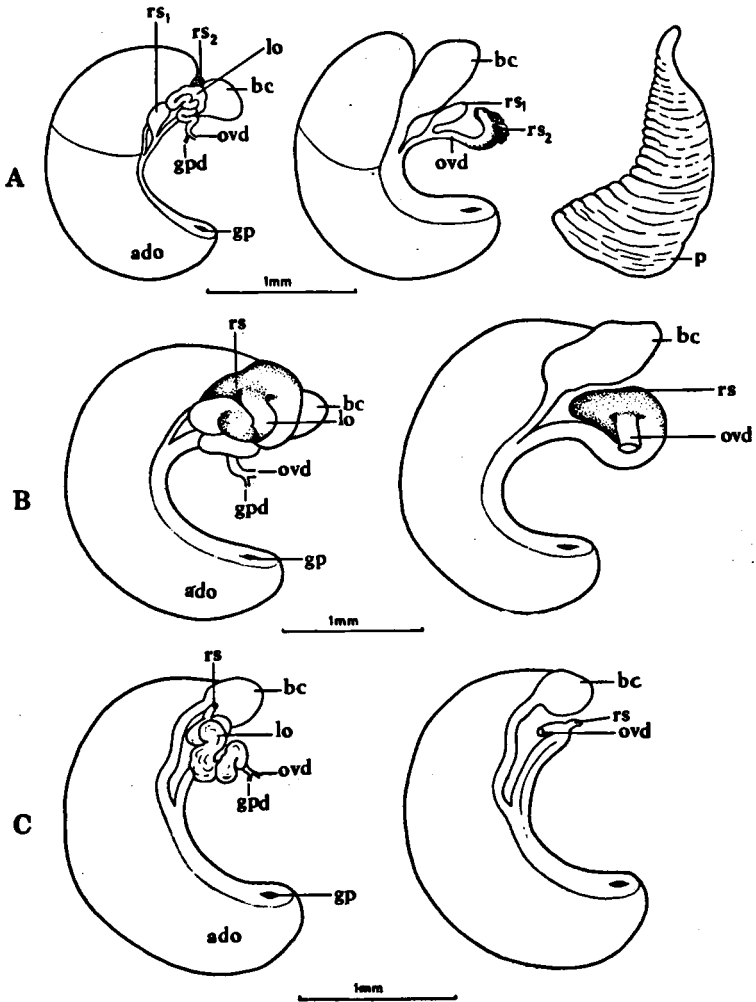 rs1
rs2
lo
bc
ovd
gpd
gp
ado
A
bc
rs1
rs2
ovd
p
1mm
rs
bc
lo
ovd
gpd
gp
ado
B
bc
rs
ovd
1mm
rs
bc
lo
ovd
gpd
gp
ado
C
bc
rs
ovd
1mm